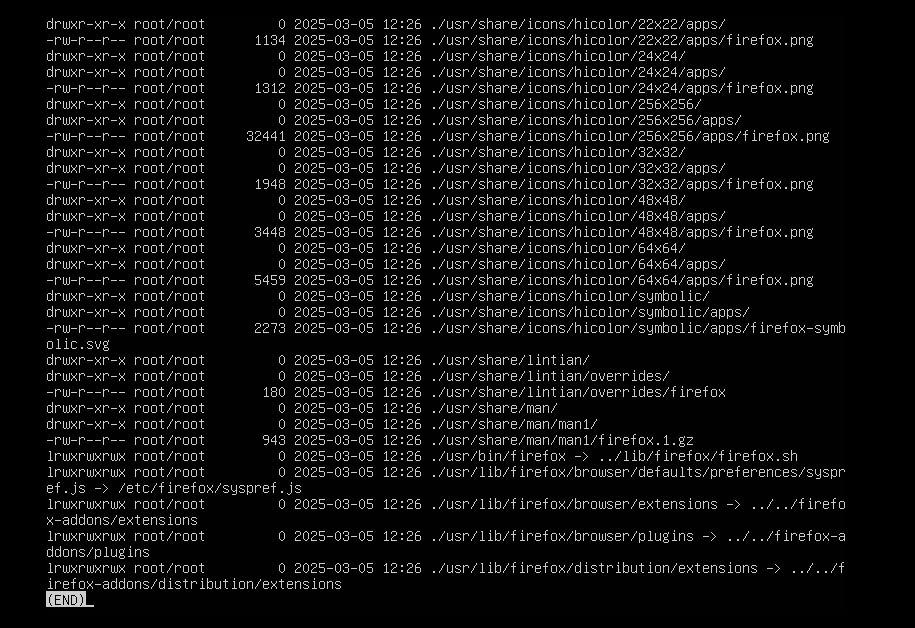 drwxr-xr-x root/root         0 2025-03-05 12:26 ./usr/share/icons/hicolor/22x22/apps/
-rw-r--r-- root/root      1134 2025-03-05 12:26 ./usr/share/icons/hicolor/22x22/apps/firefox.png
drwxr-xr-x root/root         0 2025-03-05 12:26 ./usr/share/icons/hicolor/24x24/
drwxr-xr-x root/root         0 2025-03-05 12:26 ./usr/share/icons/hicolor/24x24/apps/
-rw-r--r-- root/root      1312 2025-03-05 12:26 ./usr/share/icons/hicolor/24x24/apps/firefox.png
drwxr-xr-x root/root         0 2025-03-05 12:26 ./usr/share/icons/hicolor/256x256/
drwxr-xr-x root/root         0 2025-03-05 12:26 ./usr/share/icons/hicolor/256x256/apps/
-rw-r--r-- root/root     32441 2025-03-05 12:26 ./usr/share/icons/hicolor/256x256/apps/firefox.png
drwxr-xr-x root/root         0 2025-03-05 12:26 ./usr/share/icons/hicolor/32x32/
drwxr-xr-x root/root         0 2025-03-05 12:26 ./usr/share/icons/hicolor/32x32/apps/
-rw-r--r-- root/root      1948 2025-03-05 12:26 ./usr/share/icons/hicolor/32x32/apps/firefox.png
drwxr-xr-x root/root         0 2025-03-05 12:26 ./usr/share/icons/hicolor/48x48/
drwxr-xr-x root/root         0 2025-03-05 12:26 ./usr/share/icons/hicolor/48x48/apps/
-rw-r--r-- root/root      3448 2025-03-05 12:26 ./usr/share/icons/hicolor/48x48/apps/firefox.png
drwxr-xr-x root/root         0 2025-03-05 12:26 ./usr/share/icons/hicolor/64x64/
drwxr-xr-x root/root         0 2025-03-05 12:26 ./usr/share/icons/hicolor/64x64/apps/
-rw-r--r-- root/root      5459 2025-03-05 12:26 ./usr/share/icons/hicolor/64x64/apps/firefox.png
drwxr-xr-x root/root         0 2025-03-05 12:26 ./usr/share/icons/hicolor/symbolic/
drwxr-xr-x root/root         0 2025-03-05 12:26 ./usr/share/icons/hicolor/symbolic/apps/
-rw-r--r-- root/root      2273 2025-03-05 12:26 ./usr/share/icons/hicolor/symbolic/apps/firefox-symb
olic.svg
drwxr-xr-x root/root         0 2025-03-05 12:26 ./usr/share/lintian/
drwxr-xr-x root/root         0 2025-03-05 12:26 ./usr/share/lintian/overrides/
-rw-r--r-- root/root       180 2025-03-05 12:26 ./usr/share/lintian/overrides/firefox
drwxr-xr-x root/root         0 2025-03-05 12:26 ./usr/share/man/
drwxr-xr-x root/root         0 2025-03-05 12:26 ./usr/share/man/man1/
-rw-r--r-- root/root       943 2025-03-05 12:26 ./usr/share/man/man1/firefox.1.gz
lrwxrwxrwx root/root         0 2025-03-05 12:26 ./usr/bin/firefox -> ../lib/firefox/firefox.sh
lrwxrwxrwx root/root         0 2025-03-05 12:26 ./usr/lib/firefox/browser/defaults/preferences/syspr
ef.js -> /etc/firefox/syspref.js
lrwxrwxrwx root/root         0 2025-03-05 12:26 ./usr/lib/firefox/browser/extensions -> ../../firefo
x-addons/extensions
lrwxrwxrwx root/root         0 2025-03-05 12:26 ./usr/lib/firefox/browser/plugins -> ../../firefox-a
ddons/plugins
lrwxrwxrwx root/root         0 2025-03-05 12:26 ./usr/lib/firefox/distribution/extensions -> ../../f
irefox-addons/distribution/extensions
(END)